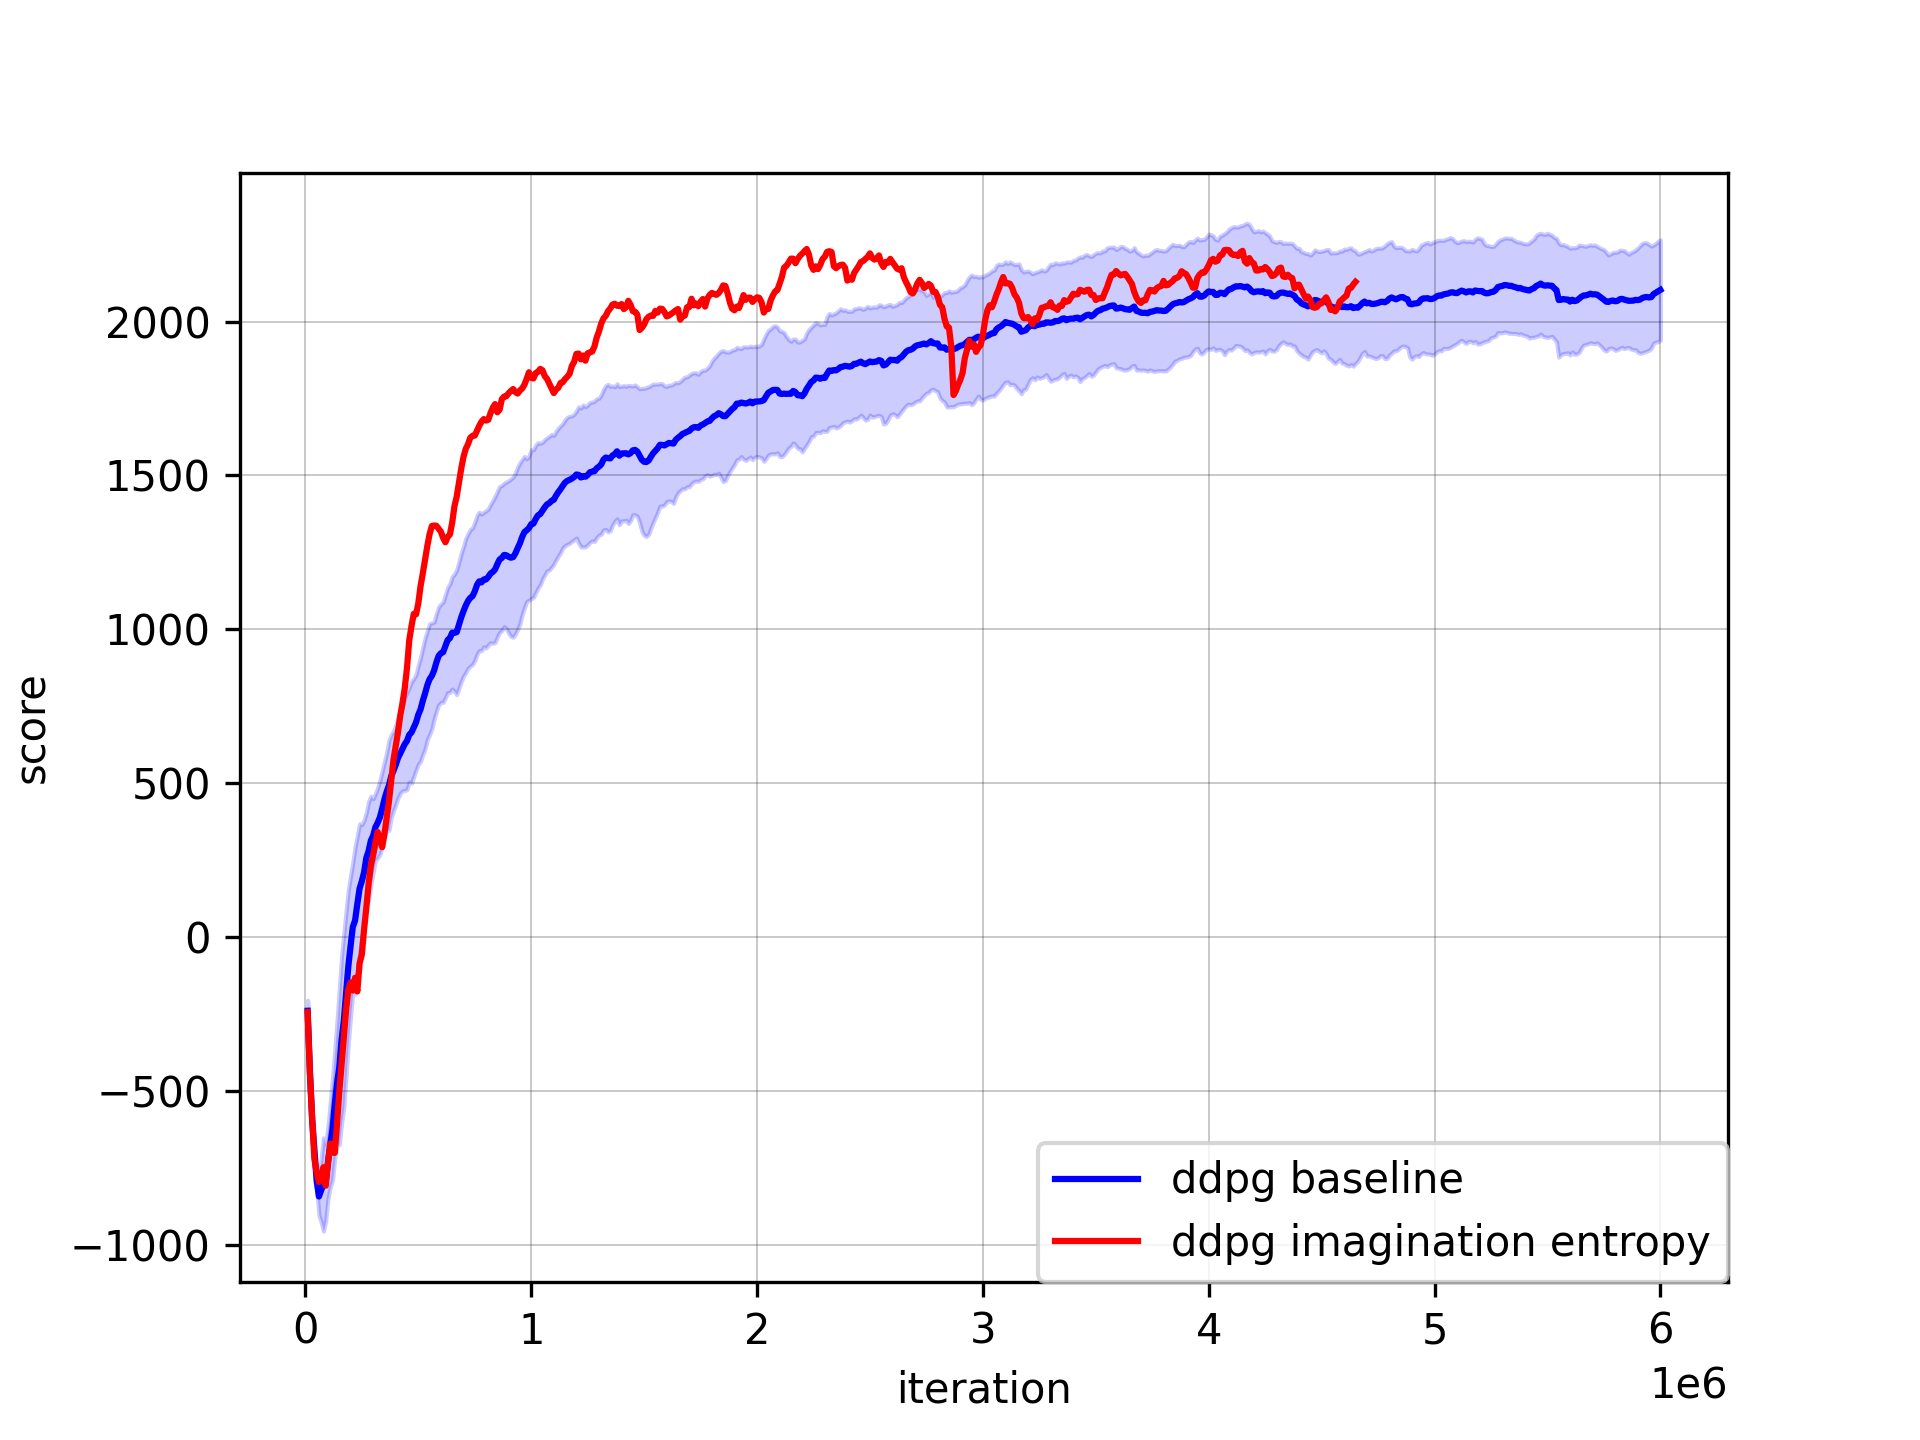 2000
1500
1000
500
0
−500
−1000
score
ddpg baseline
ddpg imagination entropy
0 1 2 3 4 5 6
iteration
1e6